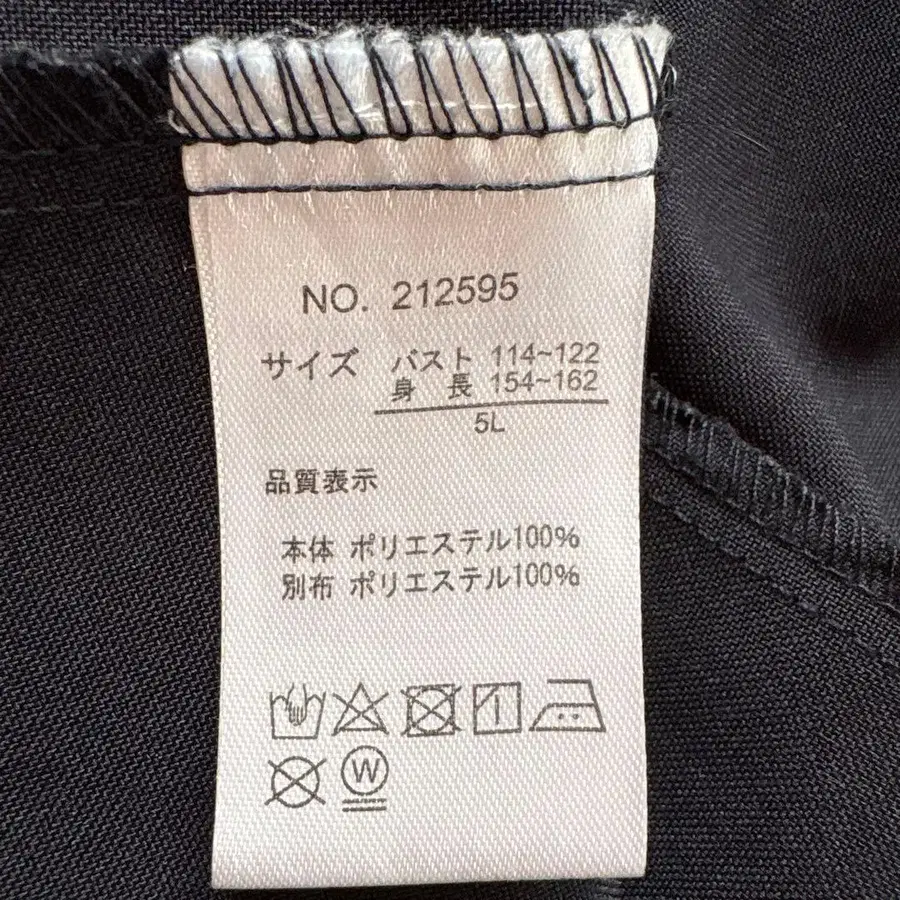 NO. 212595
サイズ バスト 114~122
身 長 154~162
5L
品質表示
本体 ポリエステル100%
別布 ポリエステル100%
W